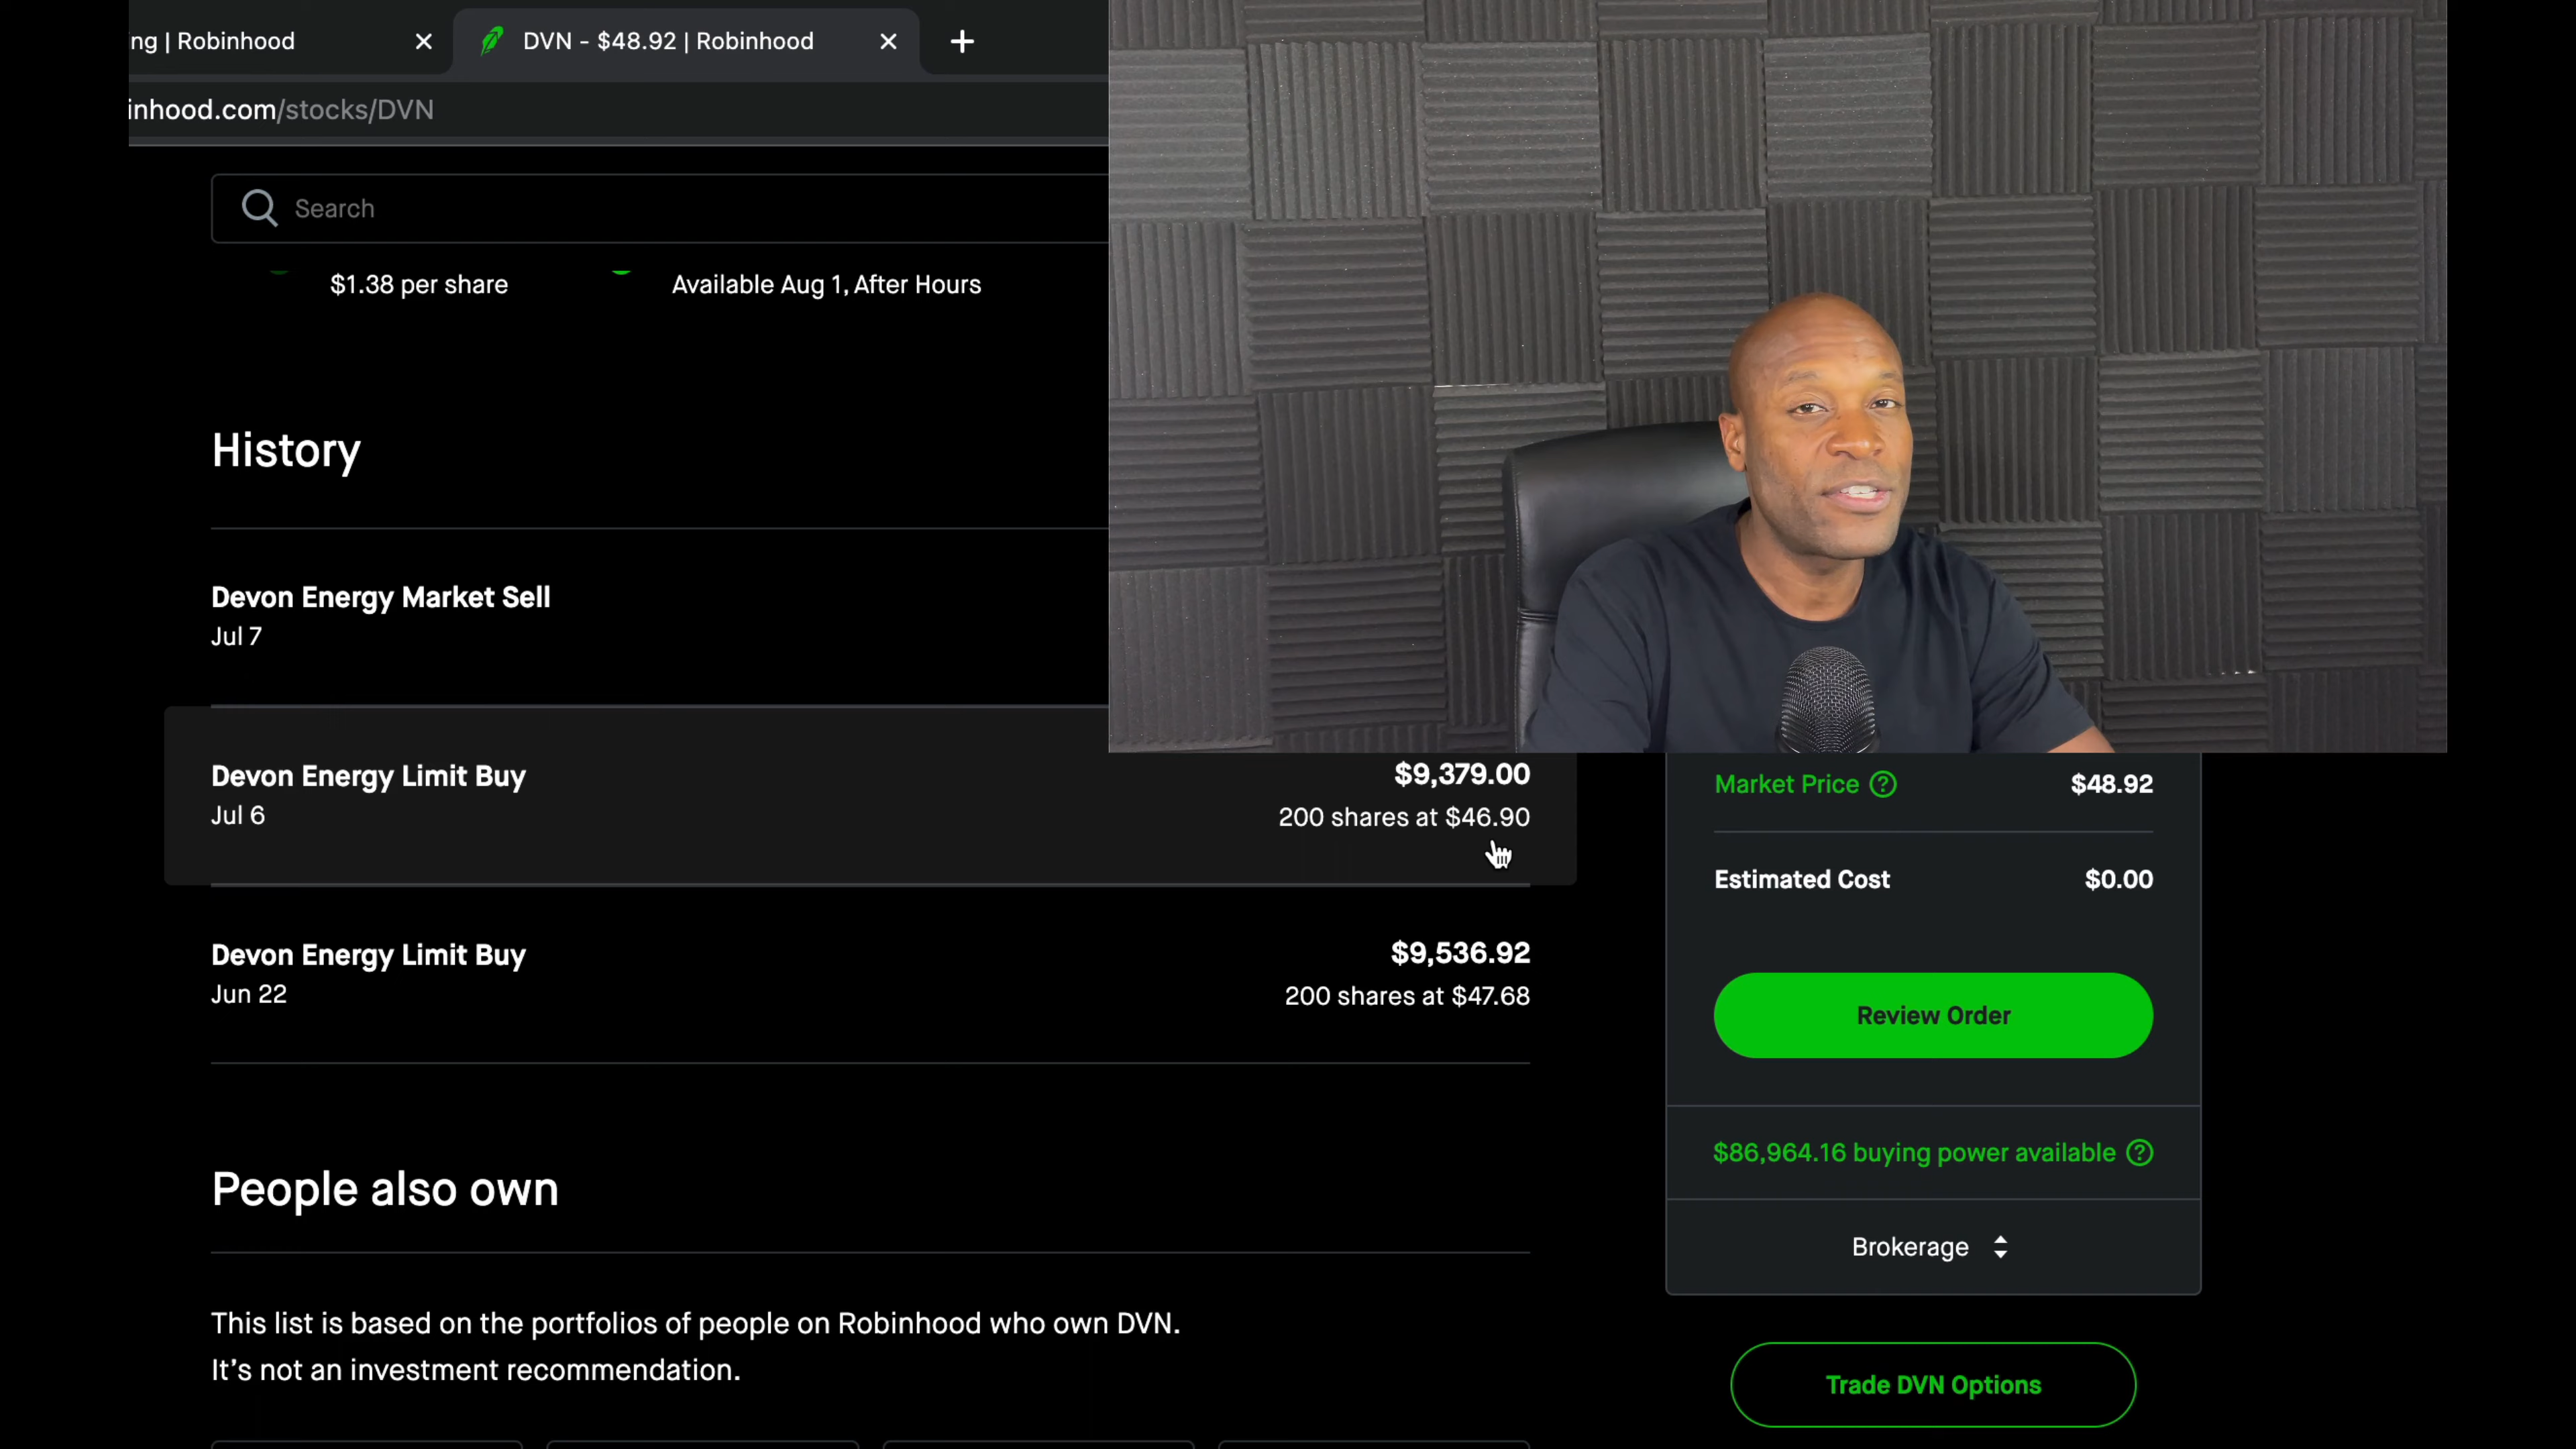 ng | Robinhood
DVN - $48.92 | Robinhood
inhood.com/stocks/DVN
Search
$1.38 per share
Available Aug 1, After Hours
History
Devon Energy Market Sell
Jul 7
Devon Energy Limit Buy
$9,379.00
Jul 6
200 shares at $46.90
Devon Energy Limit Buy
$9,536.92
Jun 22
200 shares at $47.68
People also own
This list is based on the portfolios of people on Robinhood who own DVN.
It's not an investment recommendation.
Market Price
$48.92
Estimated Cost
$0.00
Review Order
$86,964.16 buying power available
Brokerage
Trade DVN Options